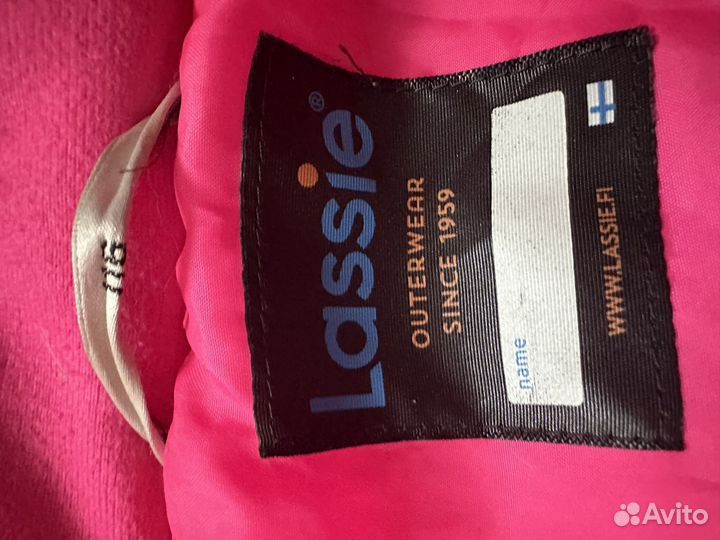 116
Lassie®
OUTERWEAR
SINCE 1959
name
WWW.LASSIE.FI
Avito